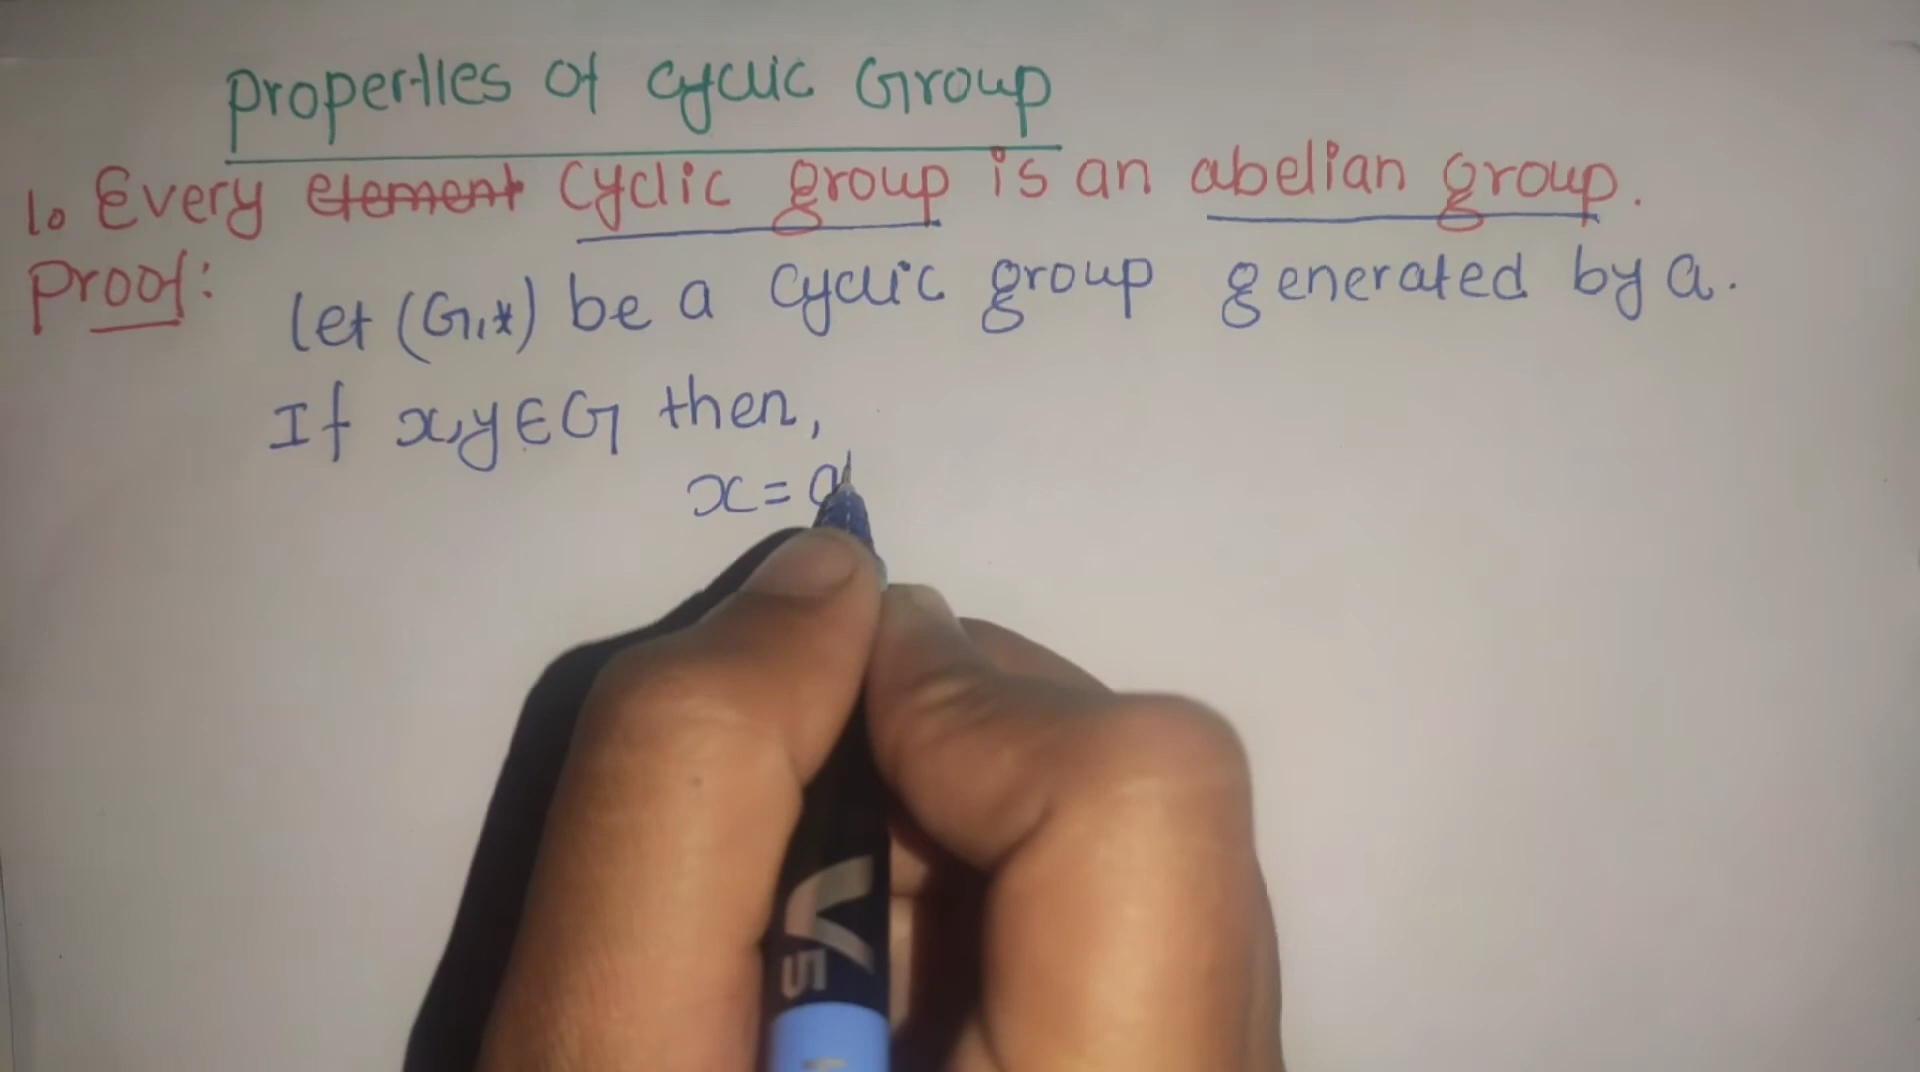 Properties of Cyclic Group
1. Every element Cyclic group is an abelian group.
Proof: let (G,*) be a cyclic group generated by a.
If x,y∈G then,
x = a
V5